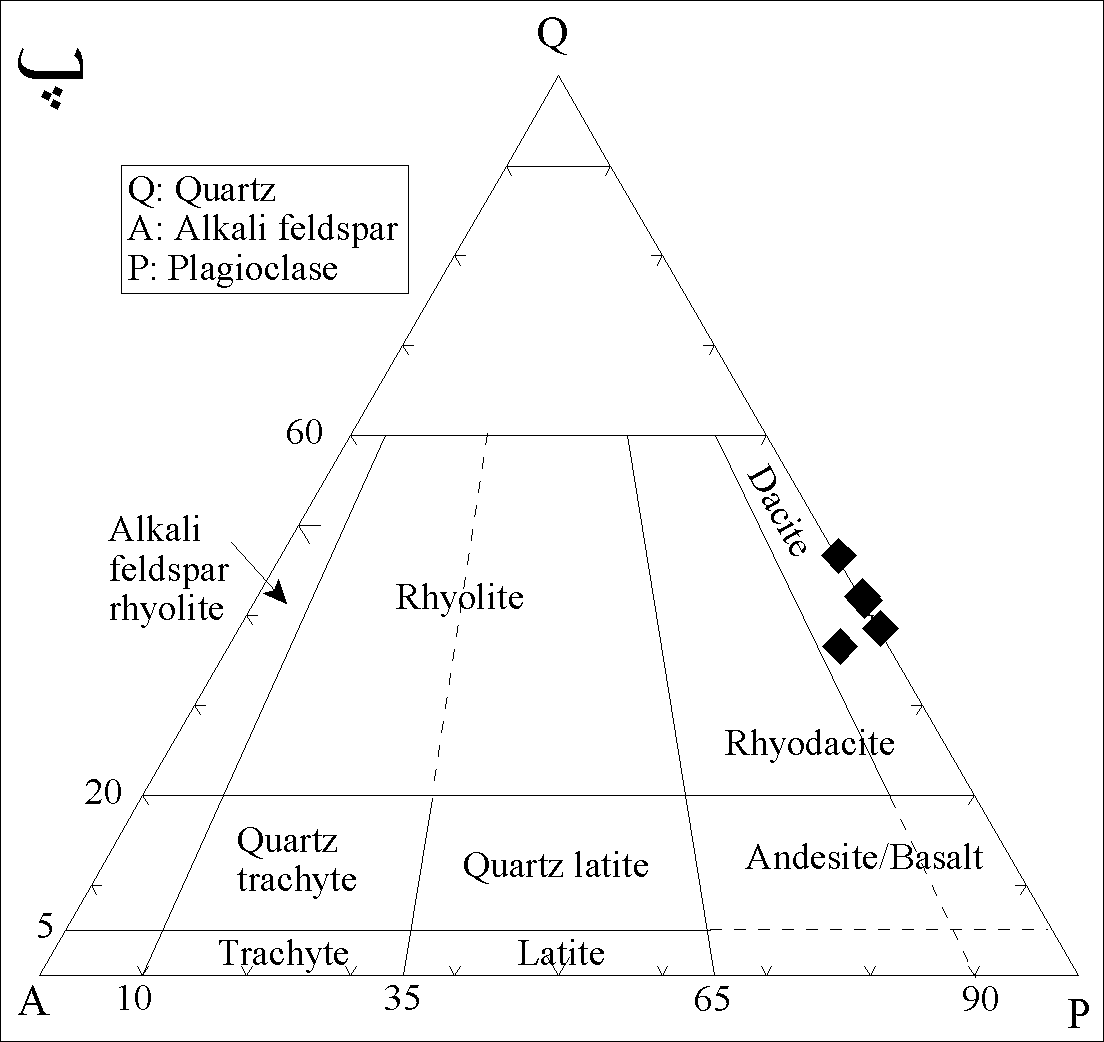 Q
پل
Q: Quartz
A: Alkali feldspar
P: Plagioclase
60
Dacite
Alkali
feldspar
rhyolite
Rhyolite
Rhyodacite
20
Quartz
trachyte
Quartz latite
Andesite/Basalt
5
Trachyte
Latite
A
10
35
65
90
P